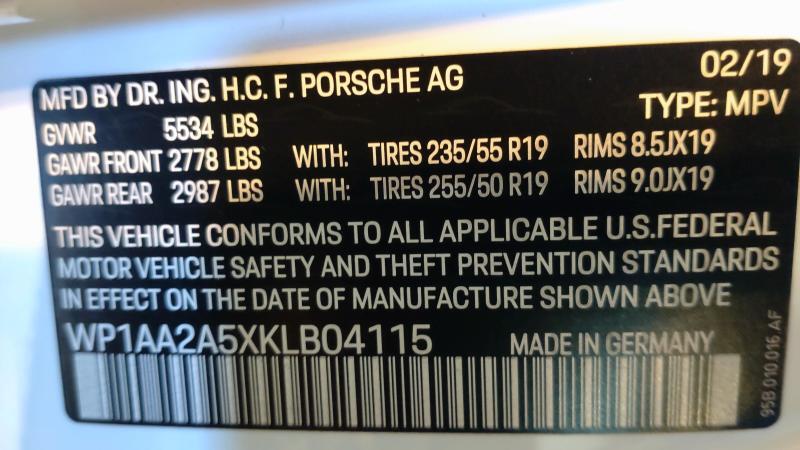 MFD BY DR. ING. H.C. F. PORSCHE AG 02/19
TYPE: MPV
GVWR 5534 LBS
GAWR FRONT 2778 LBS WITH: TIRES 235/55 R19 RIMS 8.5JX19
GAWR REAR 2987 LBS WITH: TIRES 255/50 R19 RIMS 9.0JX19
THIS VEHICLE CONFORMS TO ALL APPLICABLE U.S.FEDERAL
MOTOR VEHICLE SAFETY AND THEFT PREVENTION STANDARDS
IN EFFECT ON THE DATE OF MANUFACTURE SHOWN ABOVE
WP1AA2A5XKLB04115 MADE IN GERMANY
95B.010.016.AF